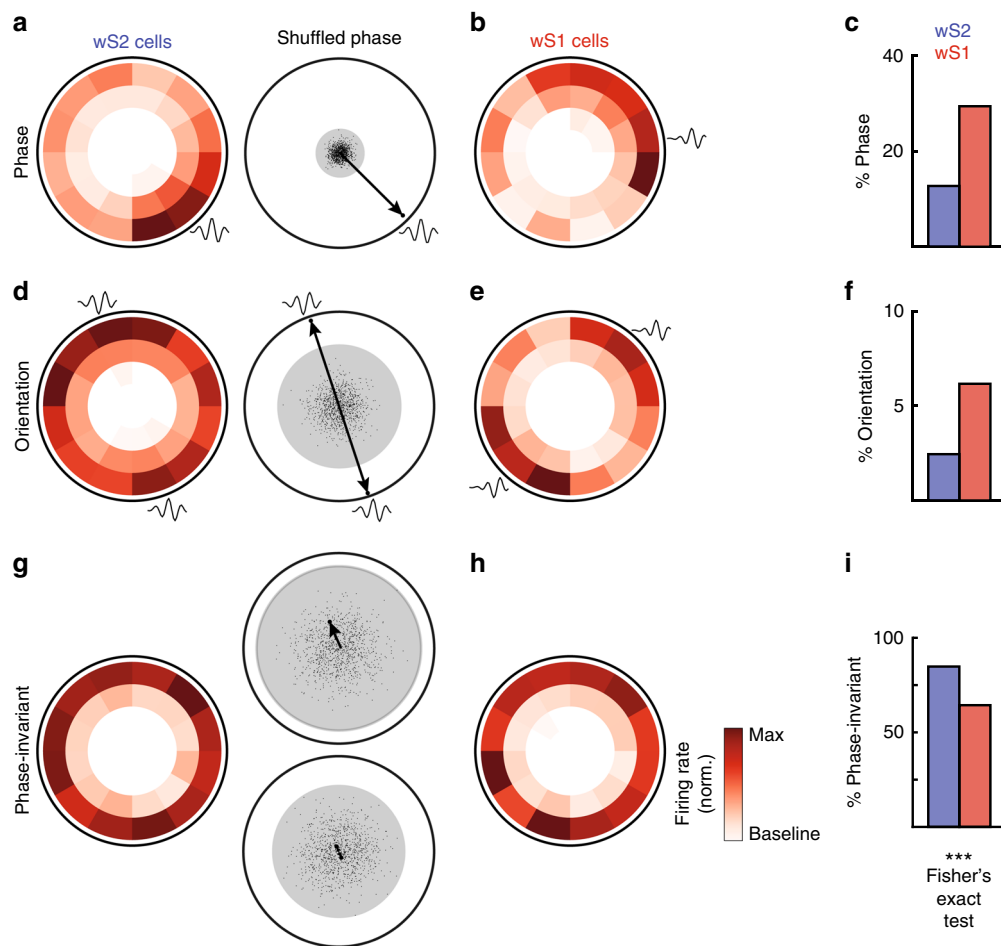 a
wS2 cells
Shuffled phase
b
wS1 cells
c
wS2
wS1
Phase
% Phase
40
20
d
e
f
Orientation
% Orientation
10
5
g
h
i
Phase-invariant
Firing rate
(norm.)
Max
Baseline
% Phase-invariant
100
50
***
Fisher's
exact
test